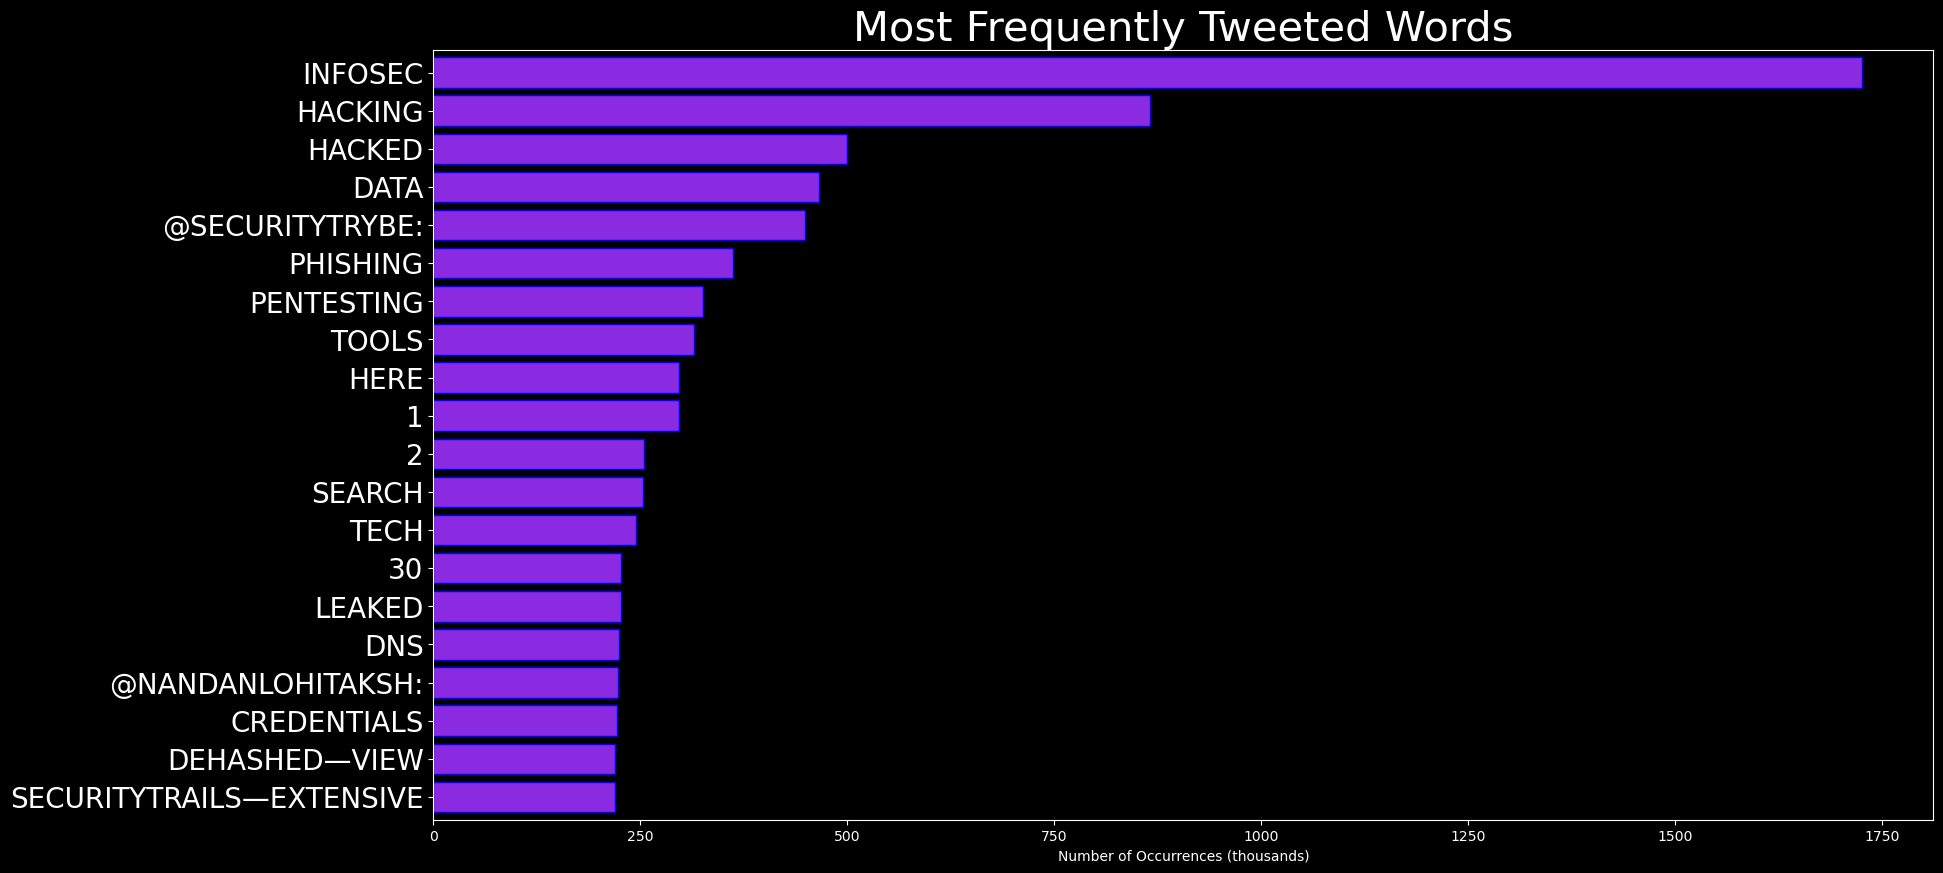 Most Frequently Tweeted Words
INFOSEC
HACKING
HACKED
DATA
@SECURITYTRYBE:
PHISHING
PENTESTING
TOOLS
HERE
1
2
SEARCH
TECH
30
LEAKED
DNS
@NANDANLOHITAKSH:
CREDENTIALS
DEHASHED—VIEW
SECURITYTRAILS—EXTENSIVE
0 250 500 750 1000 1250 1500 1750
Number of Occurrences (thousands)